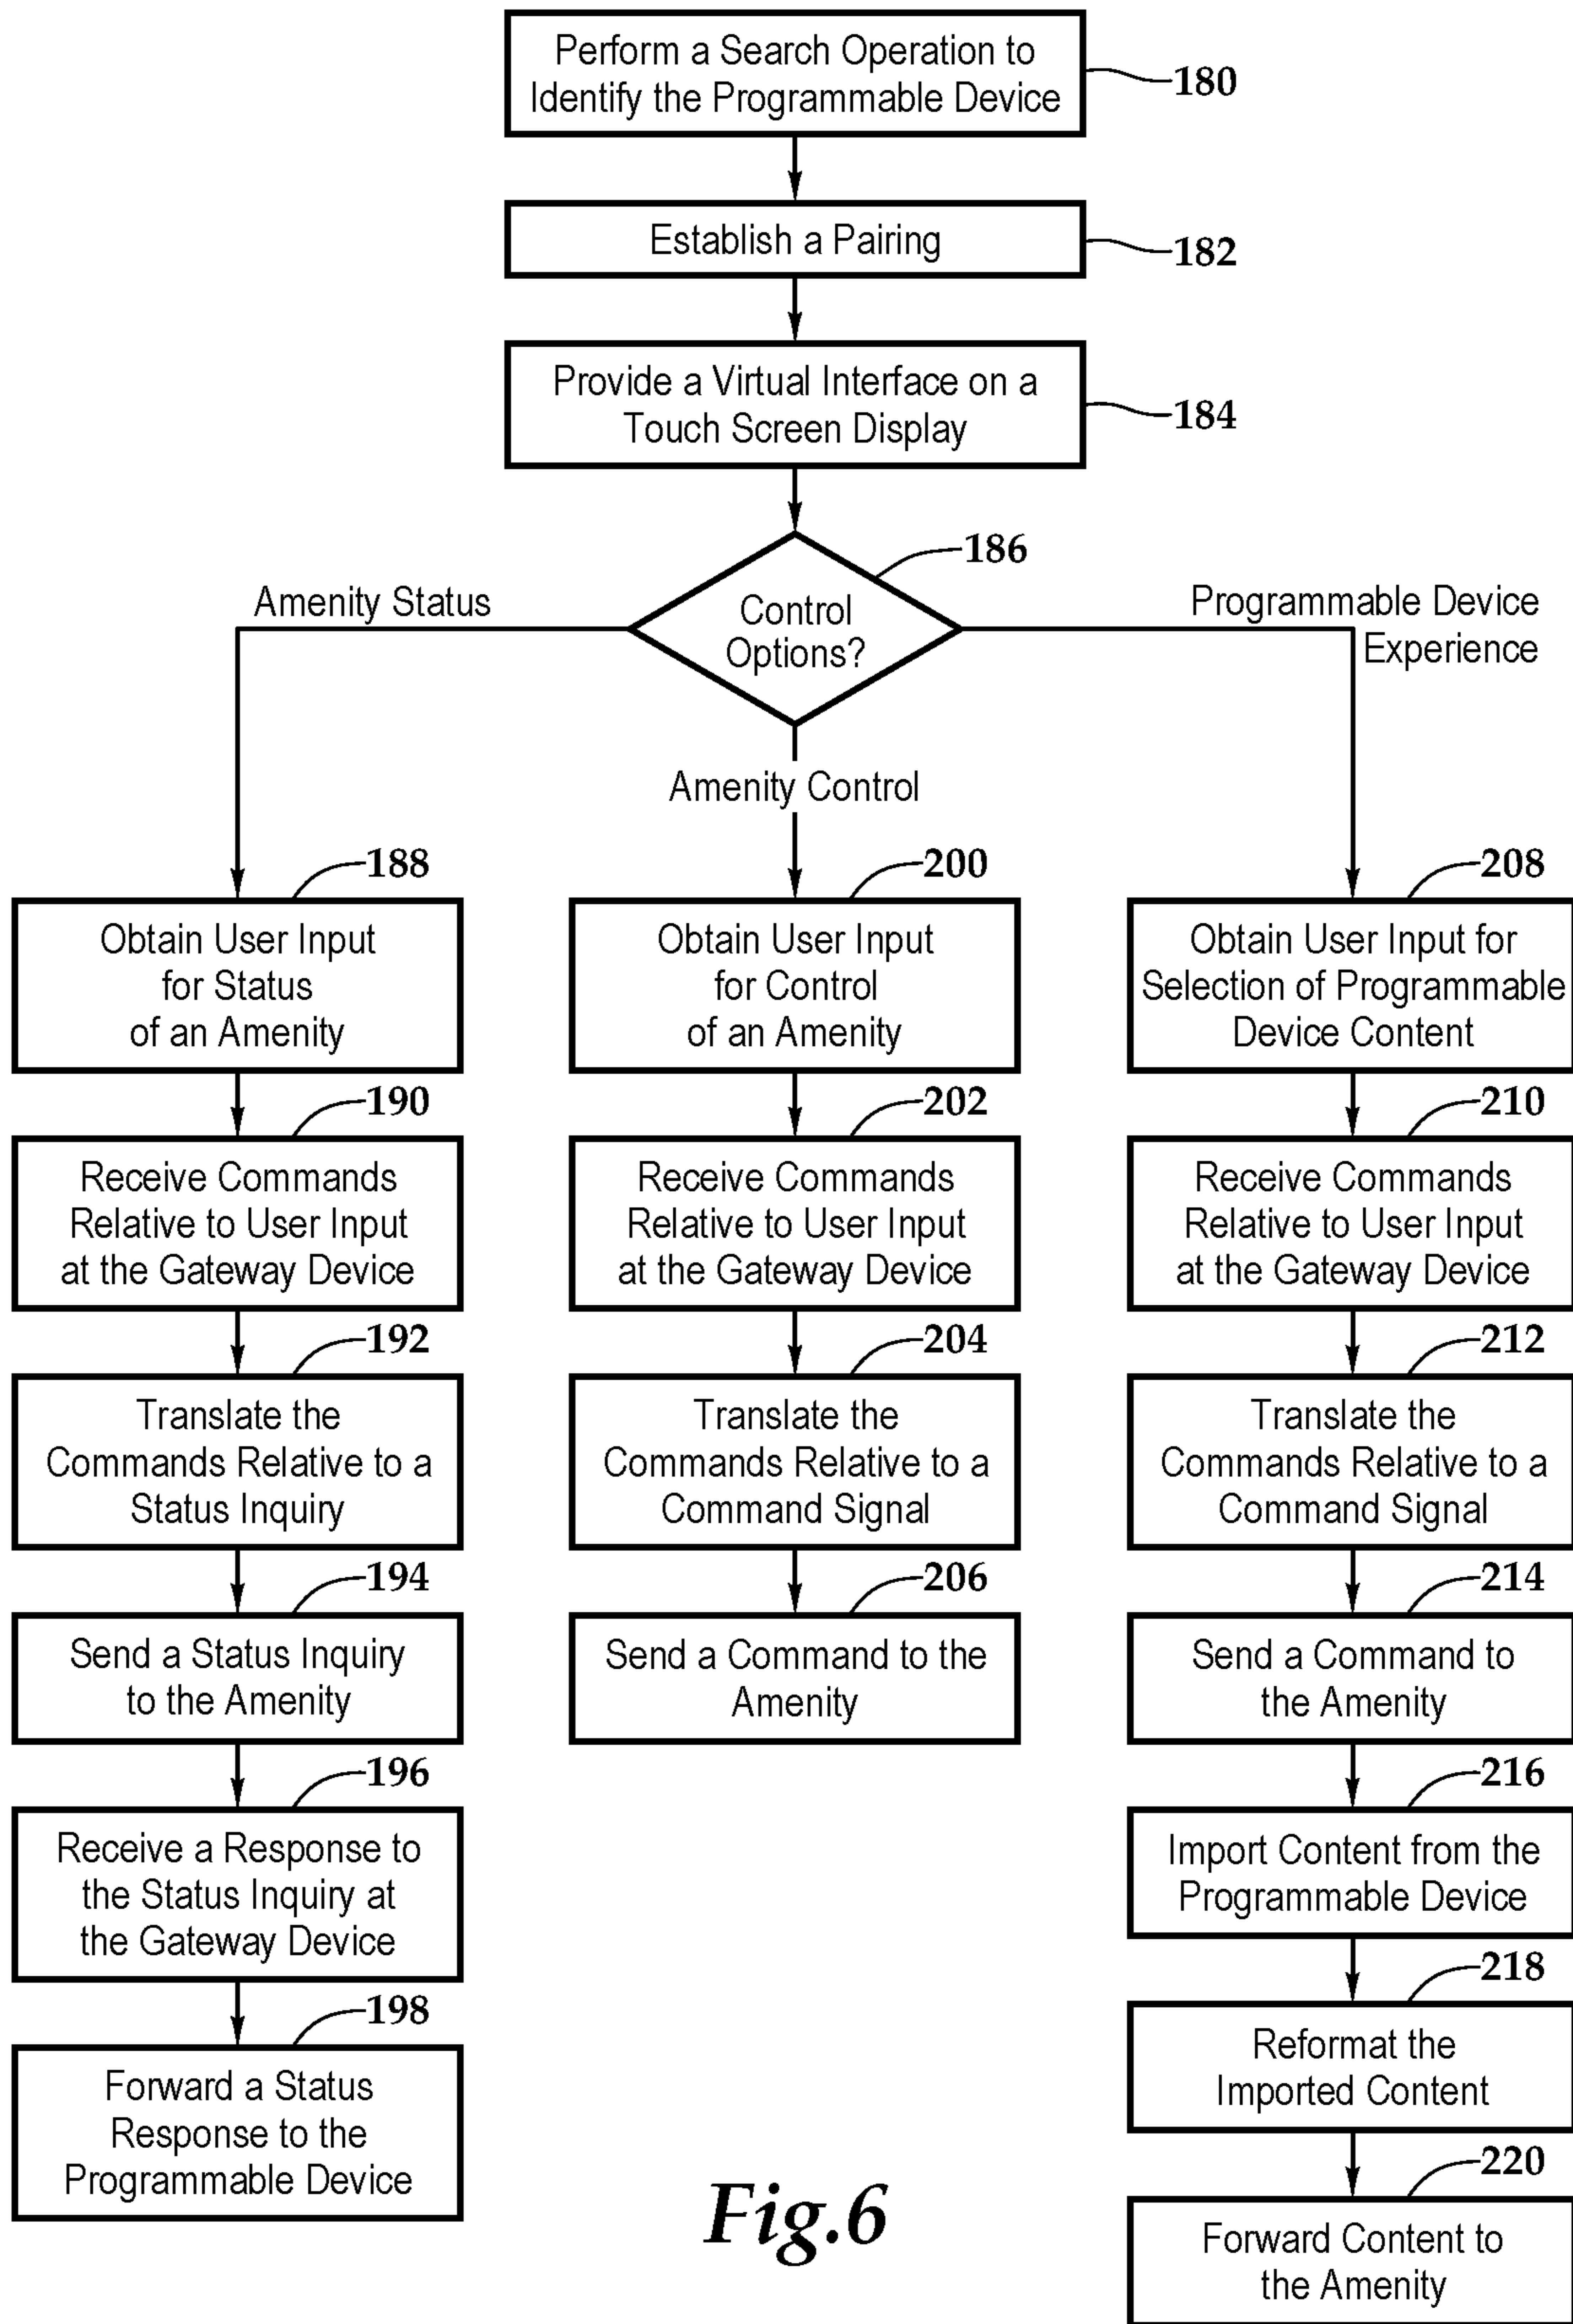 Perform a Search Operation to
Identify the Programmable Device
180
Establish a Pairing
182
Provide a Virtual Interface on a
Touch Screen Display
184
186
Control
Options?
Amenity Status
Amenity Control
Programmable Device
Experience
188
Obtain User Input
for Status
of an Amenity
190
Receive Commands
Relative to User Input
at the Gateway Device
192
Translate the
Commands Relative to a
Status Inquiry
194
Send a Status Inquiry
to the Amenity
196
Receive a Response to
the Status Inquiry at
the Gateway Device
198
Forward a Status
Response to the
Programmable Device
200
Obtain User Input
for Control
of an Amenity
202
Receive Commands
Relative to User Input
at the Gateway Device
204
Translate the
Commands Relative to a
Command Signal
206
Send a Command to the
Amenity
208
Obtain User Input for
Selection of Programmable
Device Content
210
Receive Commands
Relative to User Input
at the Gateway Device
212
Translate the
Commands Relative to a
Command Signal
214
Send a Command to
the Amenity
216
Import Content from the
Programmable Device
218
Reformat the
Imported Content
220
Forward Content to
the Amenity
Fig.6